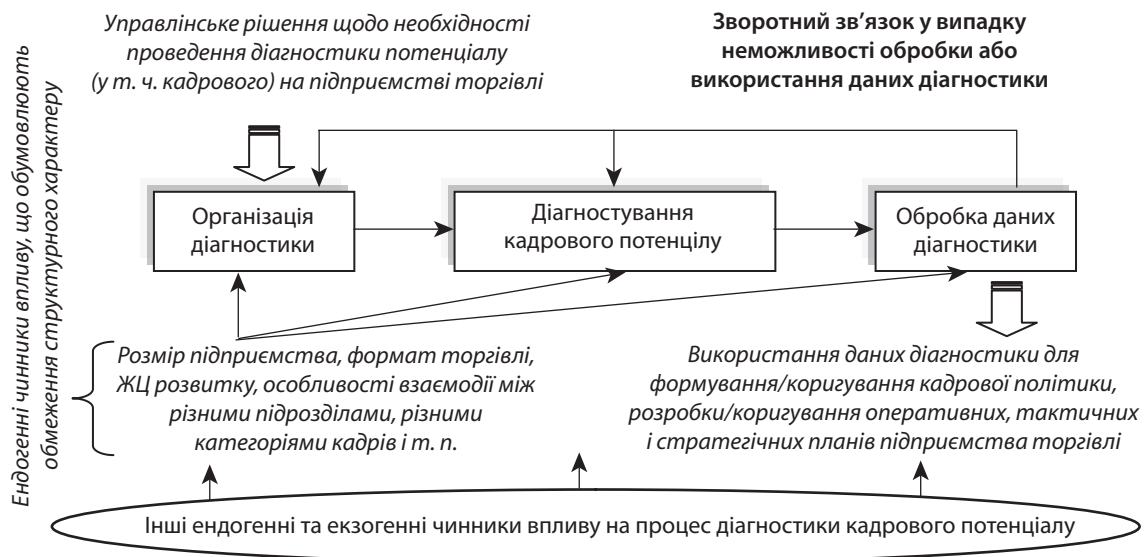 Управлінське рішення щодо необхідності
проведення діагностики потенціалу
(у т. ч. кадрового) на підприємстві торгівлі
Зворотний зв’язок у випадку
неможливості обробки або
використання даних діагностики
Ендогенні чинники впливу, що обумовлюють
обмеження структурного характеру
Організація
діагностики
Діагностування
кадрового потенцілу
Обробка даних
діагностики
Розмір підприємства, формат торгівлі,
ЖЦ розвитку, особливості взаємодії між
різними підрозділами, різними
категоріями кадрів і т. п.
Використання даних діагностики для
формування/коригування кадрової політики,
розробки/коригування оперативних, тактичних
і стратегічних планів підприємства торгівлі
Інші ендогенні та екзогенні чинники впливу на процес діагностики кадрового потенціалу